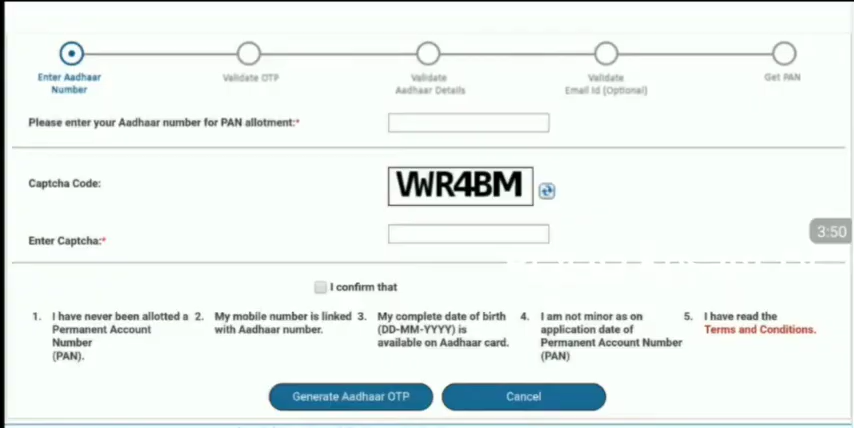 Enter Aadhaar
Number
Validate OTP
Validate
Aadhaar Details
Validate
Email Id (Optional)
Get PAN
Please enter your Aadhaar number for PAN allotment:*
Captcha Code:
VWR4BM
Enter Captcha:*
3:50
I confirm that
1. I have never been allotted a
Permanent Account
Number
(PAN).
2. My mobile number is linked
with Aadhaar number.
3. My complete date of birth
(DD-MM-YYYY) is
available on Aadhaar card.
4. I am not minor as on
application date of
Permanent Account Number
(PAN)
5. I have read the
Terms and Conditions.
Generate Aadhaar OTP
Cancel